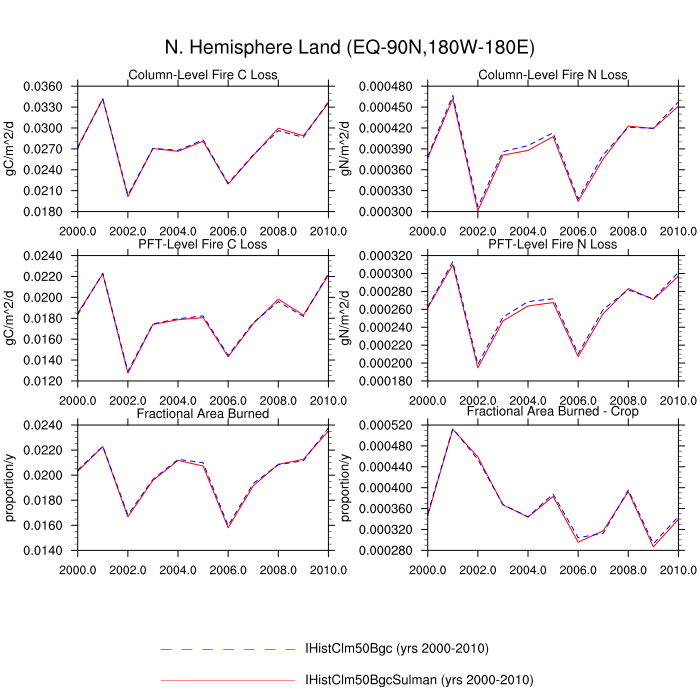 N. Hemisphere Land (EQ-90N,180W-180E)
Column-Level Fire C Loss
gC/m^2/d
0.0360
0.0330
0.0300
0.0270
0.0240
0.0210
0.0180
2000.0 2002.0 2004.0 2006.0 2008.0 2010.0
Column-Level Fire N Loss
gN/m^2/d
0.000480
0.000450
0.000420
0.000390
0.000360
0.000330
0.000300
2000.0 2002.0 2004.0 2006.0 2008.0 2010.0
PFT-Level Fire C Loss
gC/m^2/d
0.0240
0.0220
0.0200
0.0180
0.0160
0.0140
0.0120
2000.0 2002.0 2004.0 2006.0 2008.0 2010.0
PFT-Level Fire N Loss
gN/m^2/d
0.000320
0.000300
0.000280
0.000260
0.000240
0.000220
0.000200
0.000180
2000.0 2002.0 2004.0 2006.0 2008.0 2010.0
Fractional Area Burned
proportion/y
0.0240
0.0220
0.0200
0.0180
0.0160
0.0140
2000.0 2002.0 2004.0 2006.0 2008.0 2010.0
Fractional Area Burned - Crop
proportion/y
0.000520
0.000480
0.000440
0.000400
0.000360
0.000320
0.000280
2000.0 2002.0 2004.0 2006.0 2008.0 2010.0
IHistClm50Bgc (yrs 2000-2010)
IHistClm50BgcSulman (yrs 2000-2010)